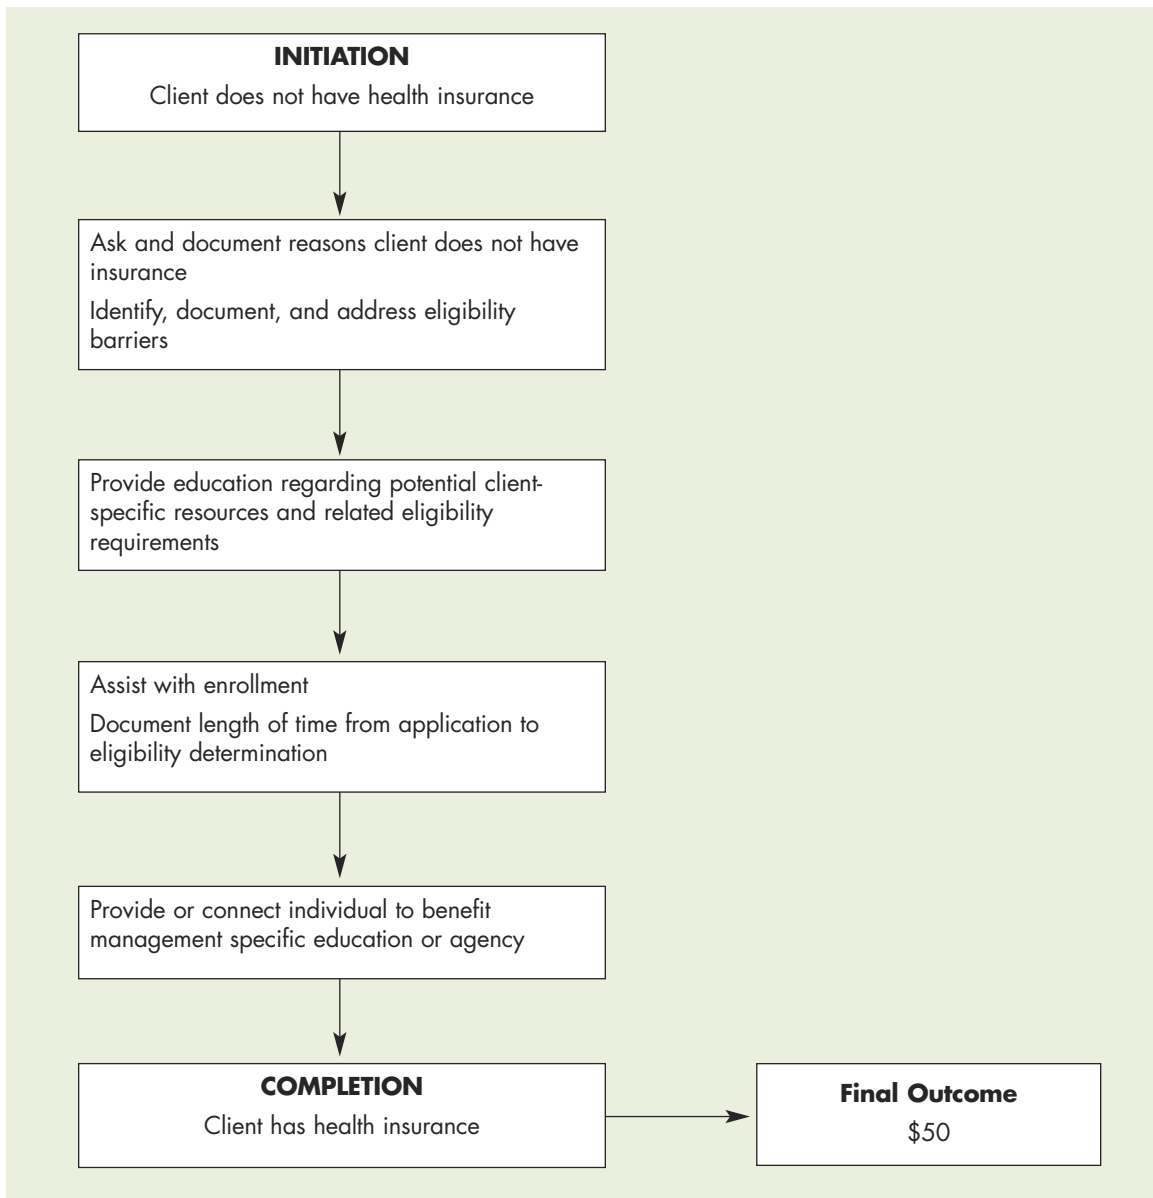 INITIATION
Client does not have health insurance
Ask and document reasons client does not have
insurance
Identify, document, and address eligibility
barriers
Provide education regarding potential client-
specific resources and related eligibility
requirements
Assist with enrollment
Document length of time from application to
eligibility determination
Provide or connect individual to benefit
management specific education or agency
COMPLETION
Client has health insurance
Final Outcome
$50